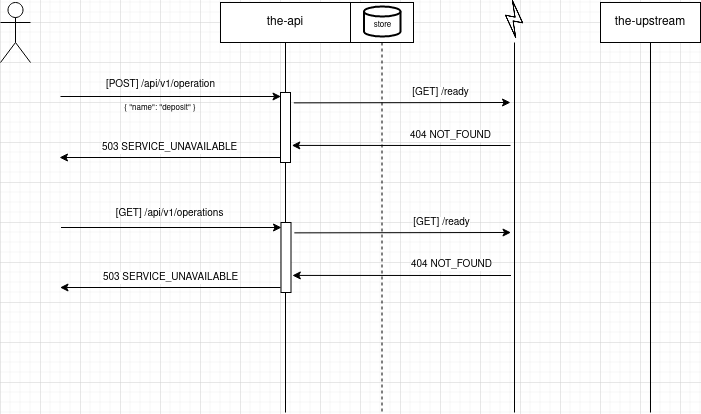 the-api
store
the-upstream
[POST] /api/v1/operation
{ "name": "deposit" }
[GET] /ready
404 NOT_FOUND
503 SERVICE_UNAVAILABLE
[GET] /api/v1/operations
[GET] /ready
404 NOT_FOUND
503 SERVICE_UNAVAILABLE